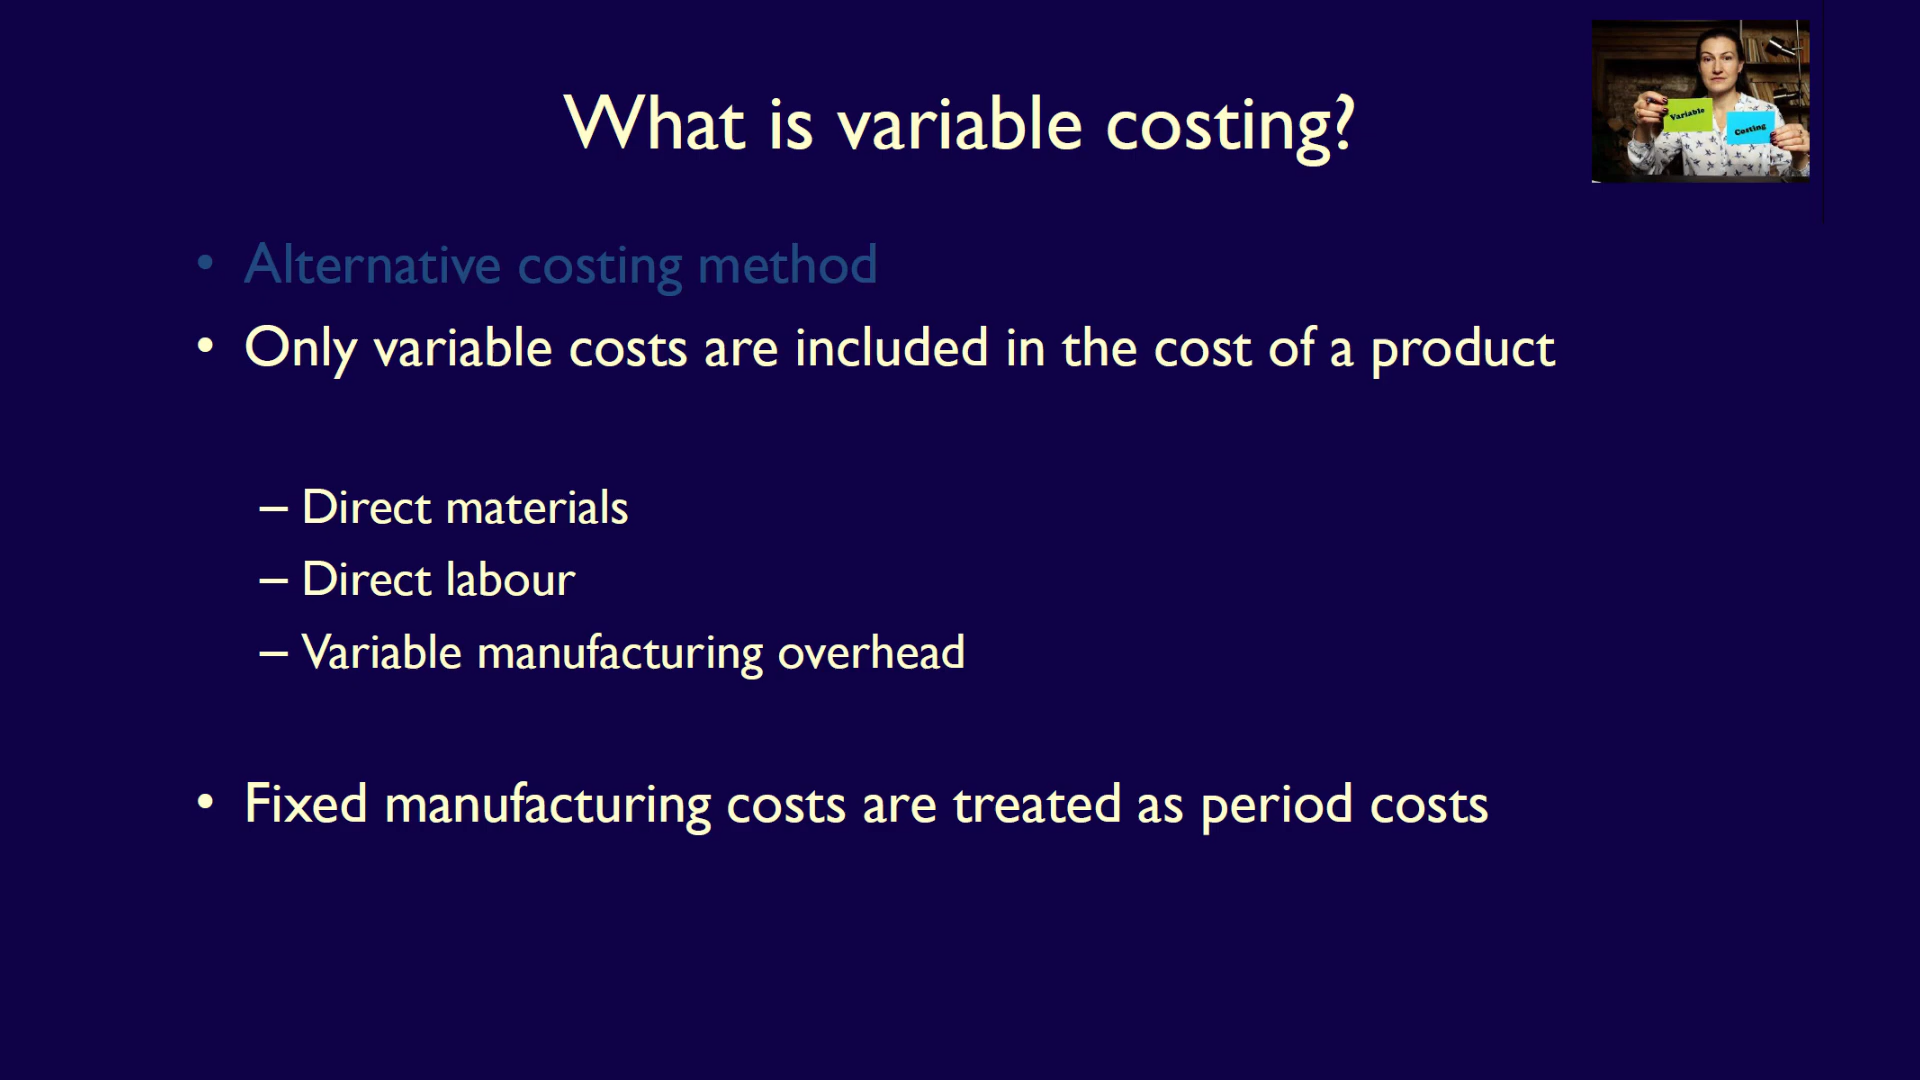 What is variable costing?
Variable
Costing
• Alternative costing method
• Only variable costs are included in the cost of a product
– Direct materials
– Direct labour
– Variable manufacturing overhead
• Fixed manufacturing costs are treated as period costs